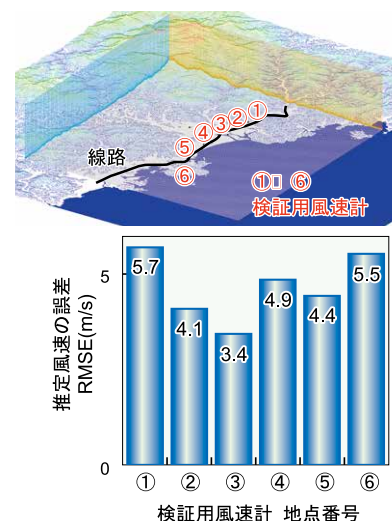 ①
②
③
④
⑤
線路
⑥
①□ ⑥
検証用風速計
推定風速の誤差
RMSE(m/s)
5
0
5.7
4.1
3.4
4.9
4.4
5.5
① ② ③ ④ ⑤ ⑥
検証用風速計 地点番号